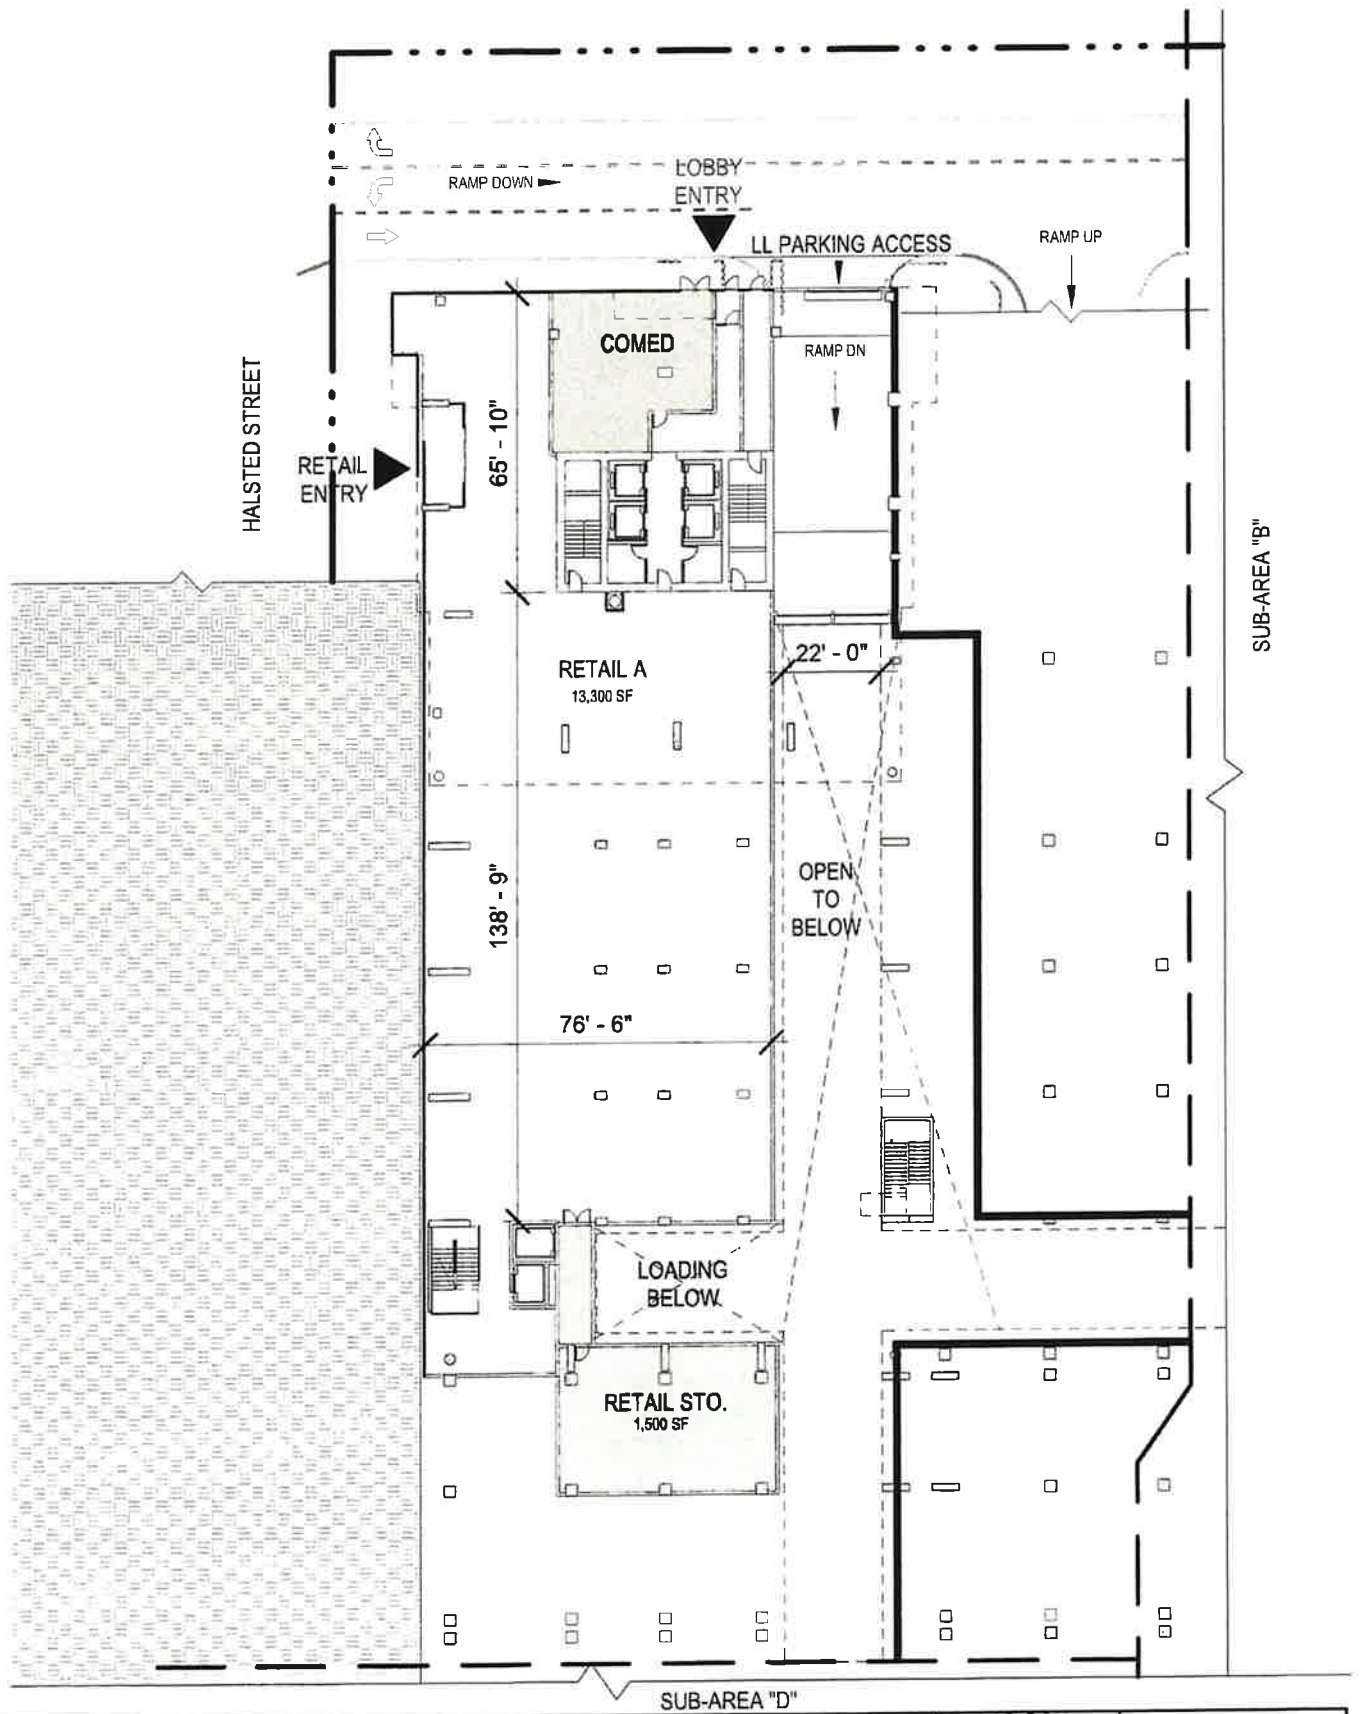 LOBBY
ENTRY
RAMP DOWN
LL PARKING ACCESS
RAMP UP
COMED
RAMP DN
HALSTED STREET
65' - 10"
RETAIL
ENTRY
SUB-AREA "B"
RETAIL A
13,300 SF
22' - 0"
138' - 9"
OPEN
TO
BELOW
76' - 6"
LOADING
BELOW
RETAIL STO.
1,500 SF
SUB-AREA "D"